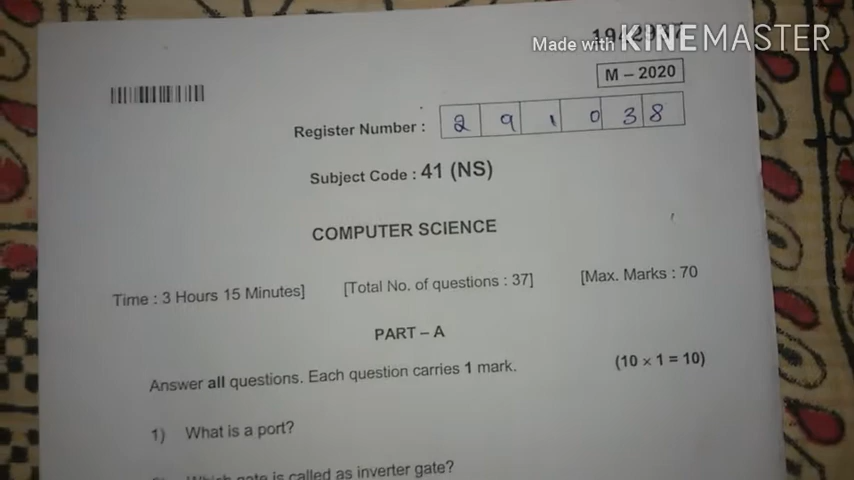 Made with KINEMASTER
M – 2020
Register Number : 2 9 1 0 3 8
Subject Code : 41 (NS)
COMPUTER SCIENCE
Time : 3 Hours 15 Minutes] [Total No. of questions : 37] [Max. Marks : 70
PART – A
Answer all questions. Each question carries 1 mark. (10 × 1 = 10)
1) What is a port?
gate is called as inverter gate?